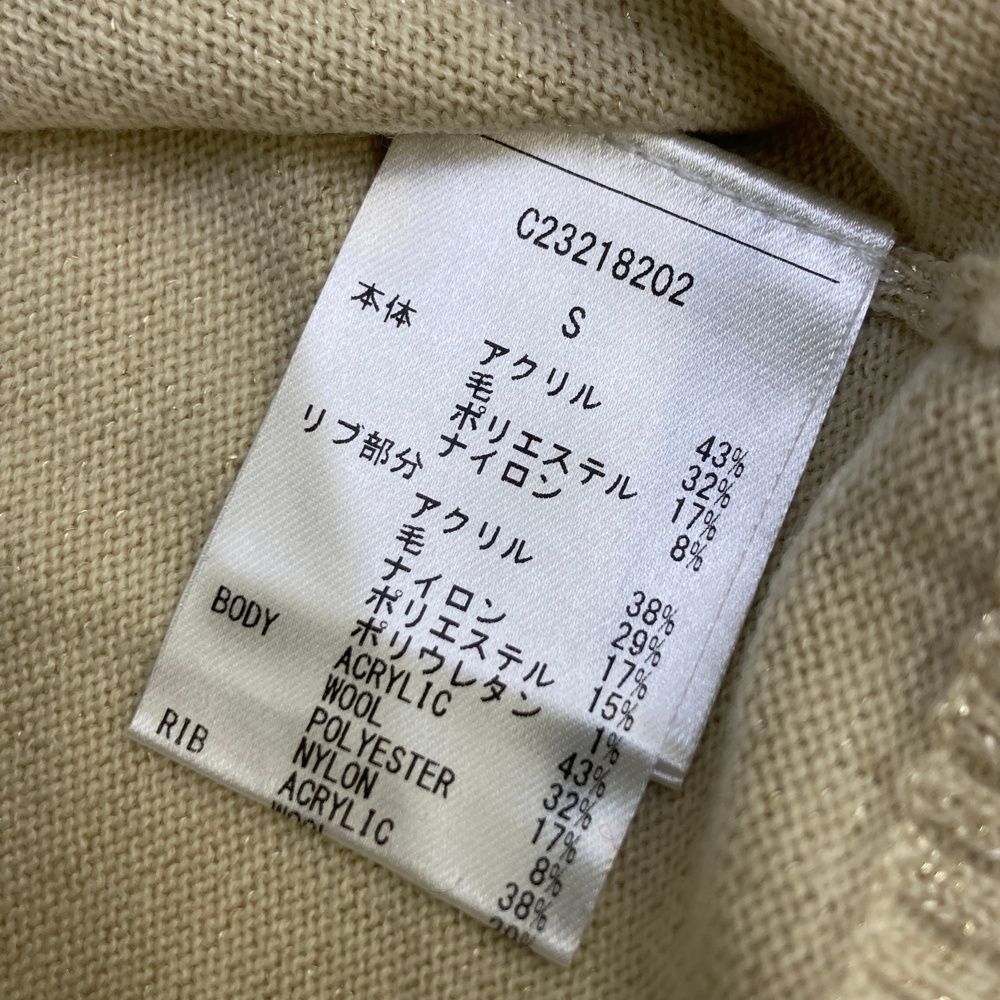 C23218202
S
本体
アクリル 43%
毛 32%
ポリエステル 17%
ナイロン 8%
リブ部分
アクリル 38%
毛 29%
ナイロン 17%
ポリエステル 15%
ポリウレタン 1%
BODY ACRYLIC 43%
WOOL 32%
POLYESTER 17%
NYLON 8%
RIB ACRYLIC 38%
WOOL